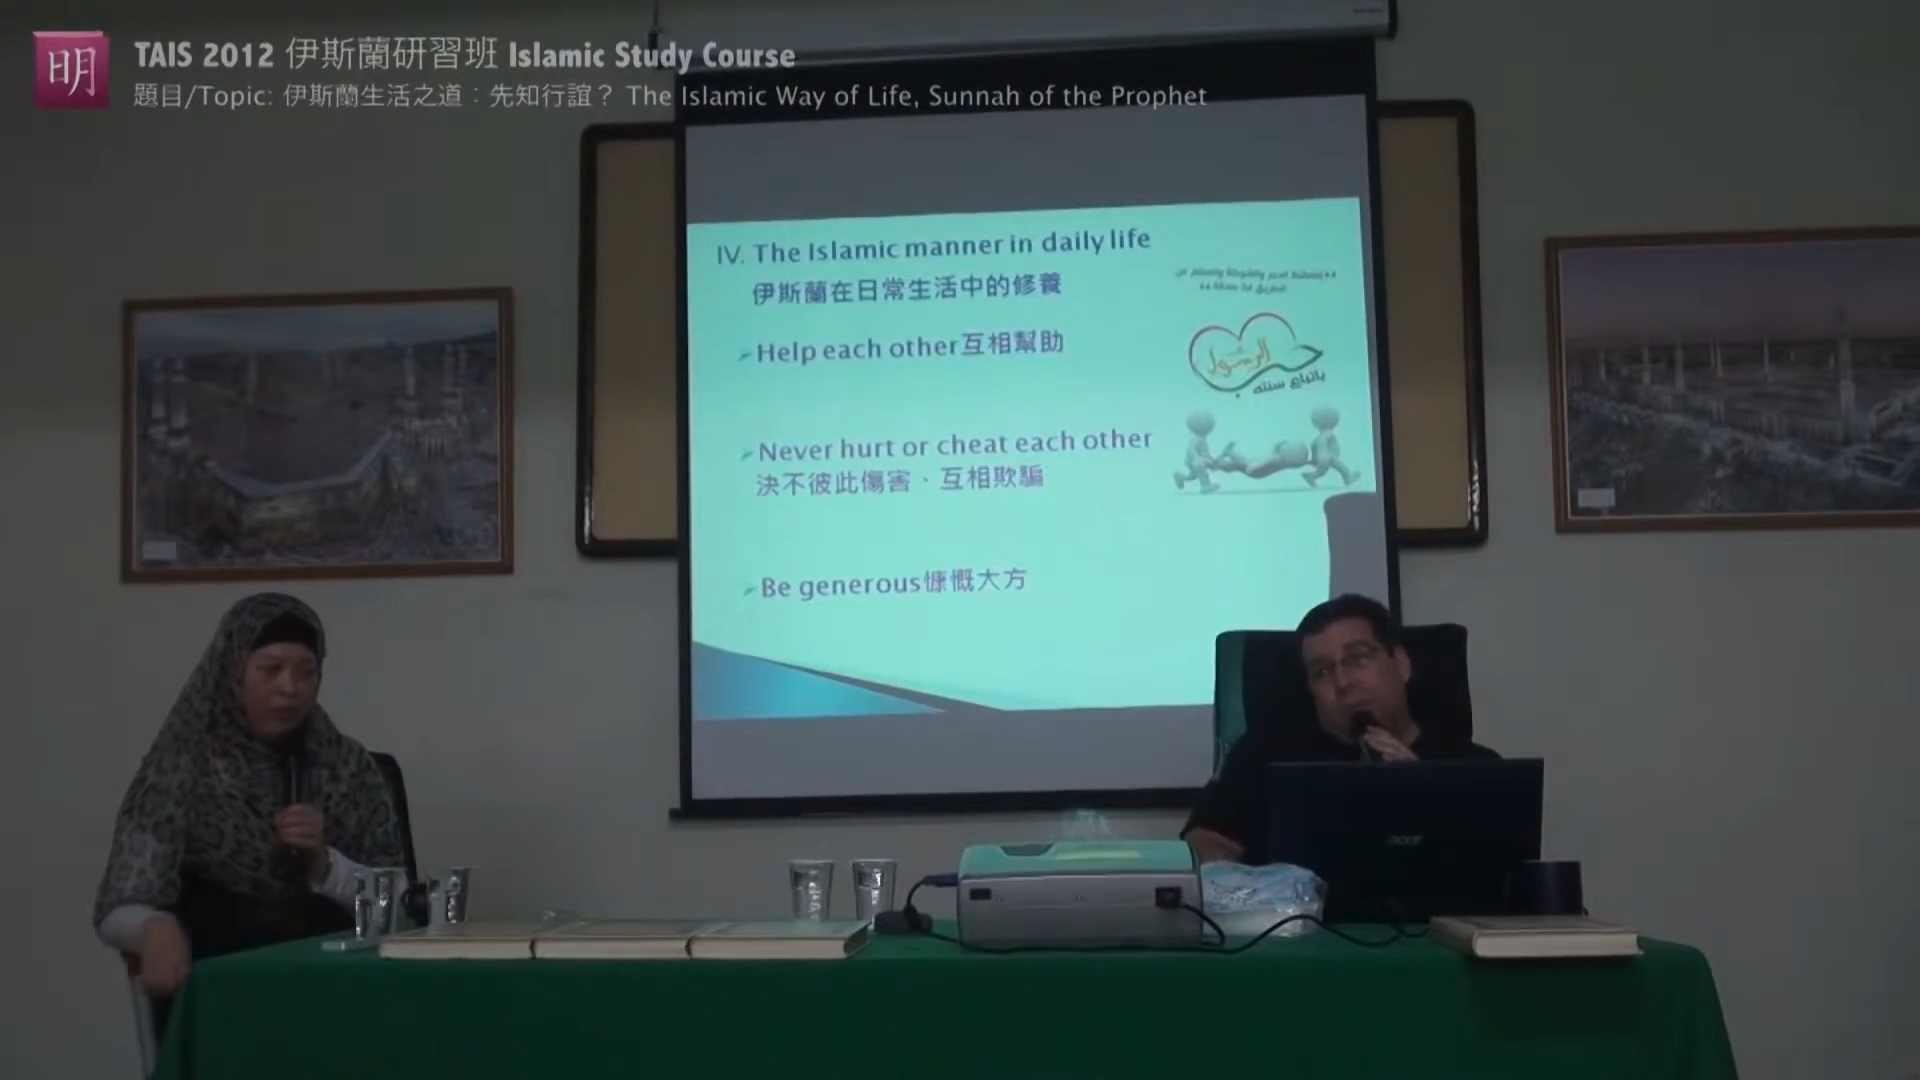 明
TAIS 2012 伊斯蘭研習班 Islamic Study Course
題目/Topic: 伊斯蘭生活之道：先知行誼？ The Islamic Way of Life, Sunnah of the Prophet
IV. The Islamic manner in daily life
伊斯蘭在日常生活中的修養
Help each other互相幫助
Never hurt or cheat each other
決不彼此傷害、互相欺騙
Be generous慷慨大方
حب الرسول
باتباع سنته
acer